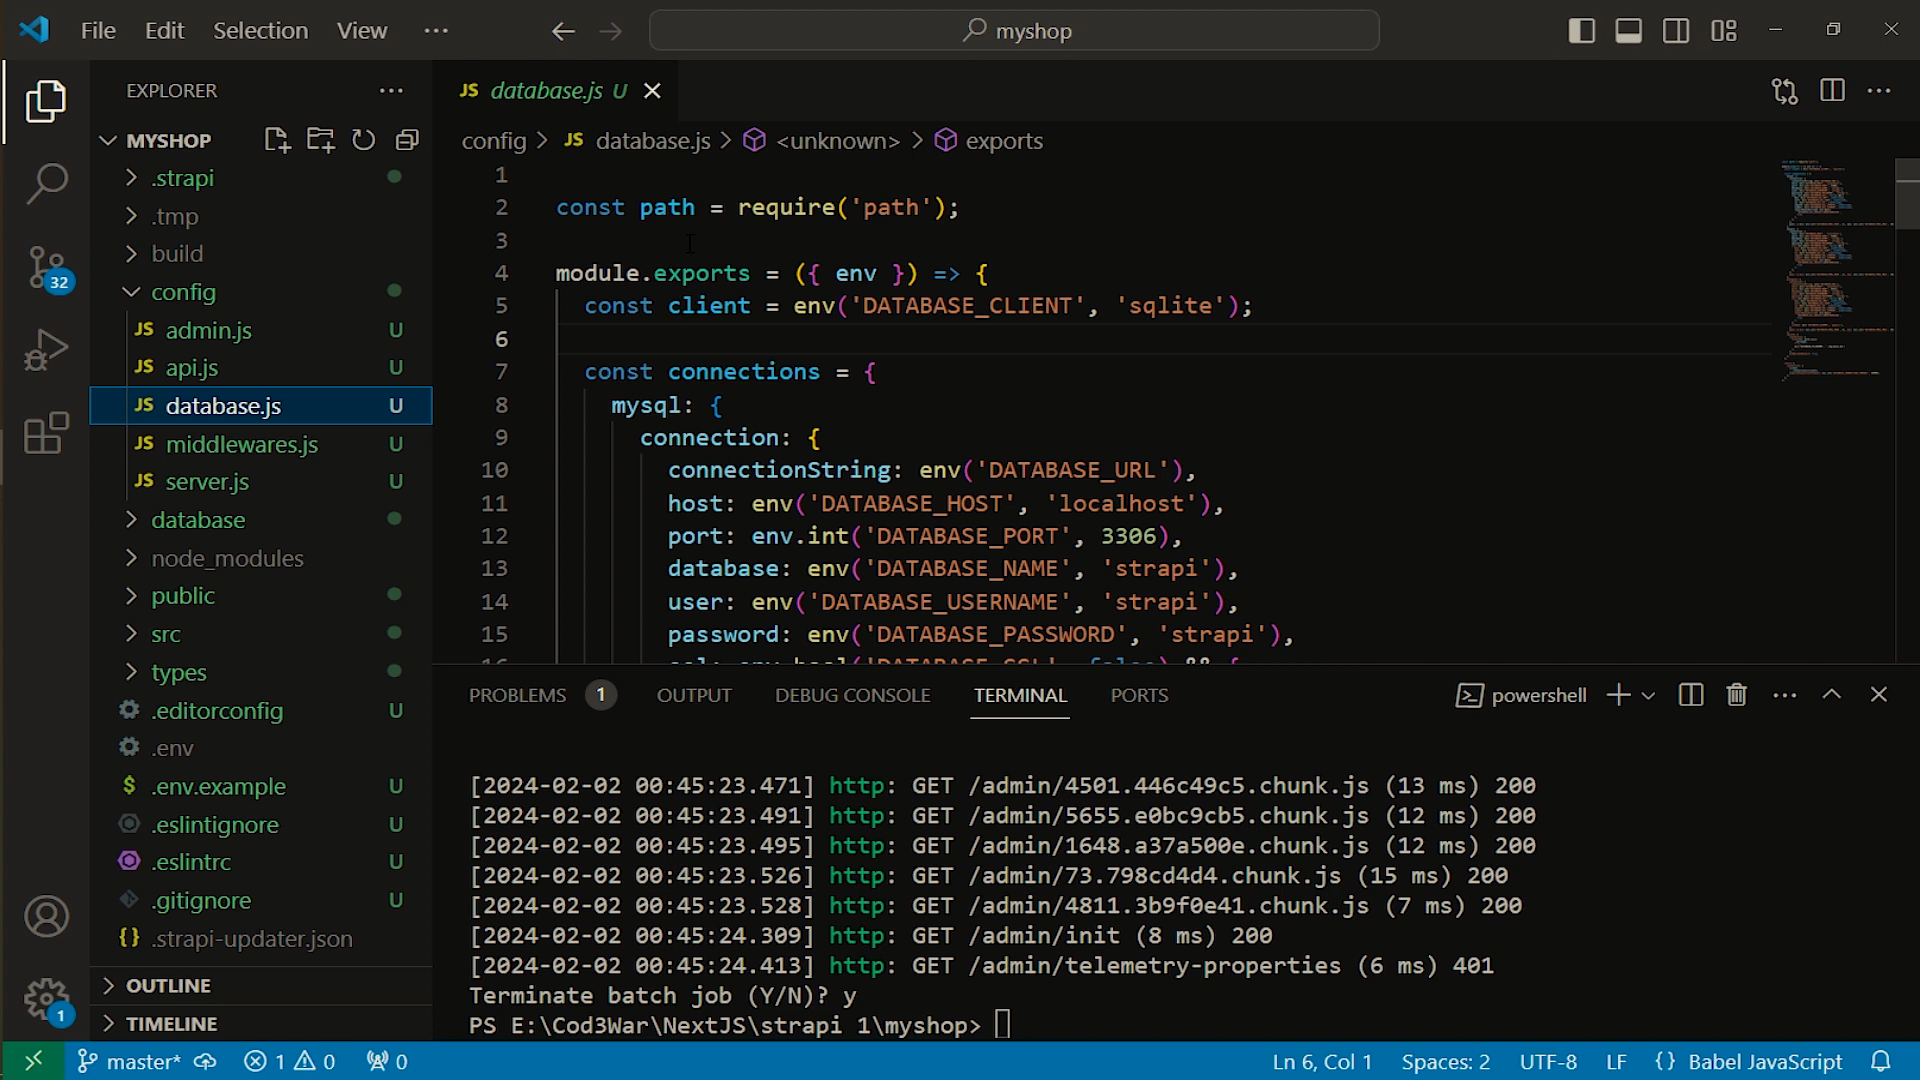 File Edit Selection View ··· myshop
EXPLORER ···
MYSHOP
.strapi
.tmp
build
config
JS admin.js U
JS api.js U
JS database.js U
JS middlewares.js U
JS server.js U
database
node_modules
public
src
types
.editorconfig U
.env
$ .env.example U
.eslintignore U
.eslintrc U
.gitignore U
{} .strapi-updater.json
OUTLINE
TIMELINE
32
1
JS database.js U
config > JS database.js > <unknown> > exports
1
2 const path = require('path');
3
4 module.exports = ({ env }) => {
5 const client = env('DATABASE_CLIENT', 'sqlite');
6
7 const connections = {
8 mysql: {
9 connection: {
10 connectionString: env('DATABASE_URL'),
11 host: env('DATABASE_HOST', 'localhost'),
12 port: env.int('DATABASE_PORT', 3306),
13 database: env('DATABASE_NAME', 'strapi'),
14 user: env('DATABASE_USERNAME', 'strapi'),
15 password: env('DATABASE_PASSWORD', 'strapi'),
16 ssl: env.bool('DATABASE_SSL', false) && {
PROBLEMS 1 OUTPUT DEBUG CONSOLE TERMINAL PORTS powershell
[2024-02-02 00:45:23.471] http: GET /admin/4501.446c49c5.chunk.js (13 ms) 200
[2024-02-02 00:45:23.491] http: GET /admin/5655.e0bc9cb5.chunk.js (12 ms) 200
[2024-02-02 00:45:23.495] http: GET /admin/1648.a37a500e.chunk.js (12 ms) 200
[2024-02-02 00:45:23.526] http: GET /admin/73.798cd4d4.chunk.js (15 ms) 200
[2024-02-02 00:45:23.528] http: GET /admin/4811.3b9f0e41.chunk.js (7 ms) 200
[2024-02-02 00:45:24.309] http: GET /admin/init (8 ms) 200
[2024-02-02 00:45:24.413] http: GET /admin/telemetry-properties (6 ms) 401
Terminate batch job (Y/N)? y
PS E:\Cod3War\NextJS\strapi 1\myshop>
master* 1 0 0 Ln 6, Col 1 Spaces: 2 UTF-8 LF {} Babel JavaScript